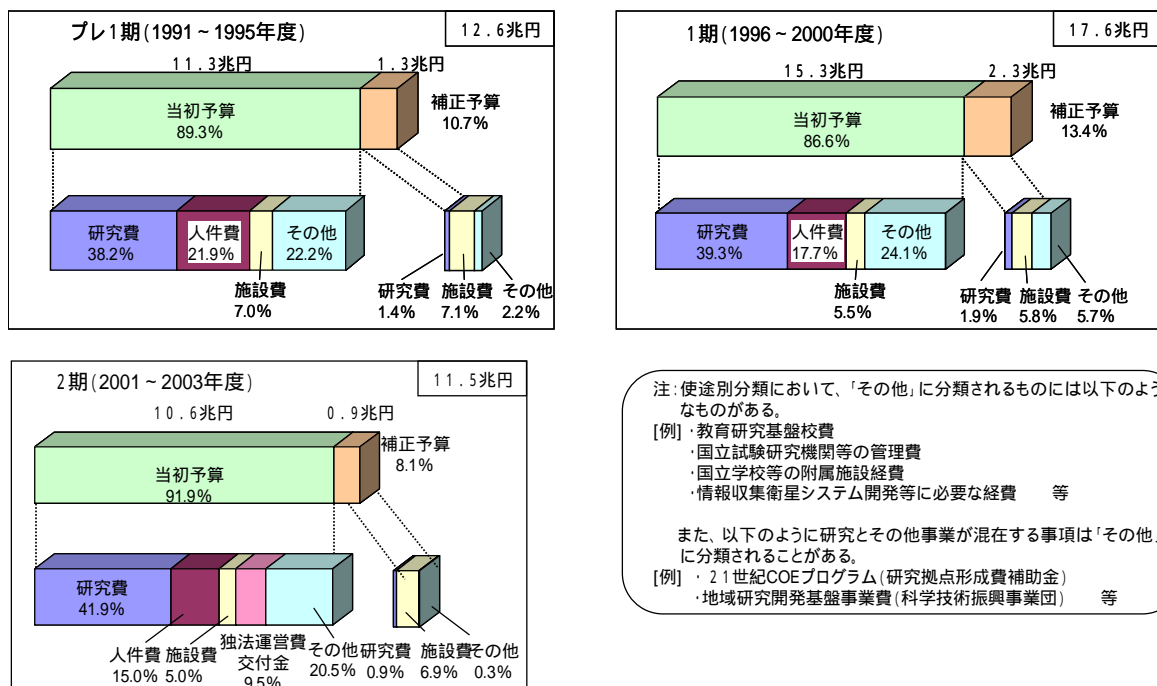 プレ1期(1991～1995年度)
12.6兆円
11.3兆円
1.3兆円
当初予算
89.3%
補正予算
10.7%
研究費
38.2%
人件費
21.9%
その他
22.2%
施設費
7.0%
研究費
1.4%
施設費
7.1%
その他
2.2%
1期(1996～2000年度)
17.6兆円
15.3兆円
2.3兆円
当初予算
86.6%
補正予算
13.4%
研究費
39.3%
人件費
17.7%
その他
24.1%
施設費
5.5%
研究費
1.9%
施設費
5.8%
その他
5.7%
2期(2001～2003年度)
11.5兆円
10.6兆円
0.9兆円
当初予算
91.9%
補正予算
8.1%
研究費
41.9%
人件費
15.0%
施設費
5.0%
独法運営費
交付金
9.5%
その他
20.5%
研究費
0.9%
施設費
6.9%
その他
0.3%
注:使途別分類において、「その他」に分類されるものには以下のよう
なものがある。
[例]・教育研究基盤校費
・国立試験研究機関等の管理費
・国立学校等の附属施設経費
・情報収集衛星システム開発等に必要な経費 等
また、以下のように研究とその他事業が混在する事項は「その他」
に分類されることがある。
[例]・21世紀COEプログラム(研究拠点形成費補助金)
・地域研究開発基盤事業費(科学技術振興事業団) 等